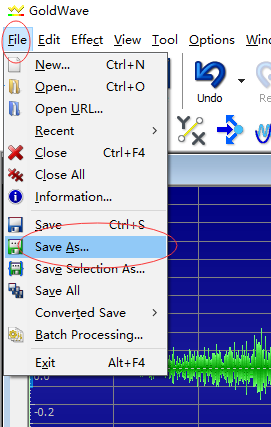 GoldWave
File Edit Effect View Tool Options
New... Ctrl+N
Open... Ctrl+O
Open URL...
Recent
Close Ctrl+F4
Close All
Information...
Save Ctrl+S
Save As...
Save Selection As...
Save All
Converted Save
Batch Processing...
Exit Alt+F4
Undo
0.0
-0.2